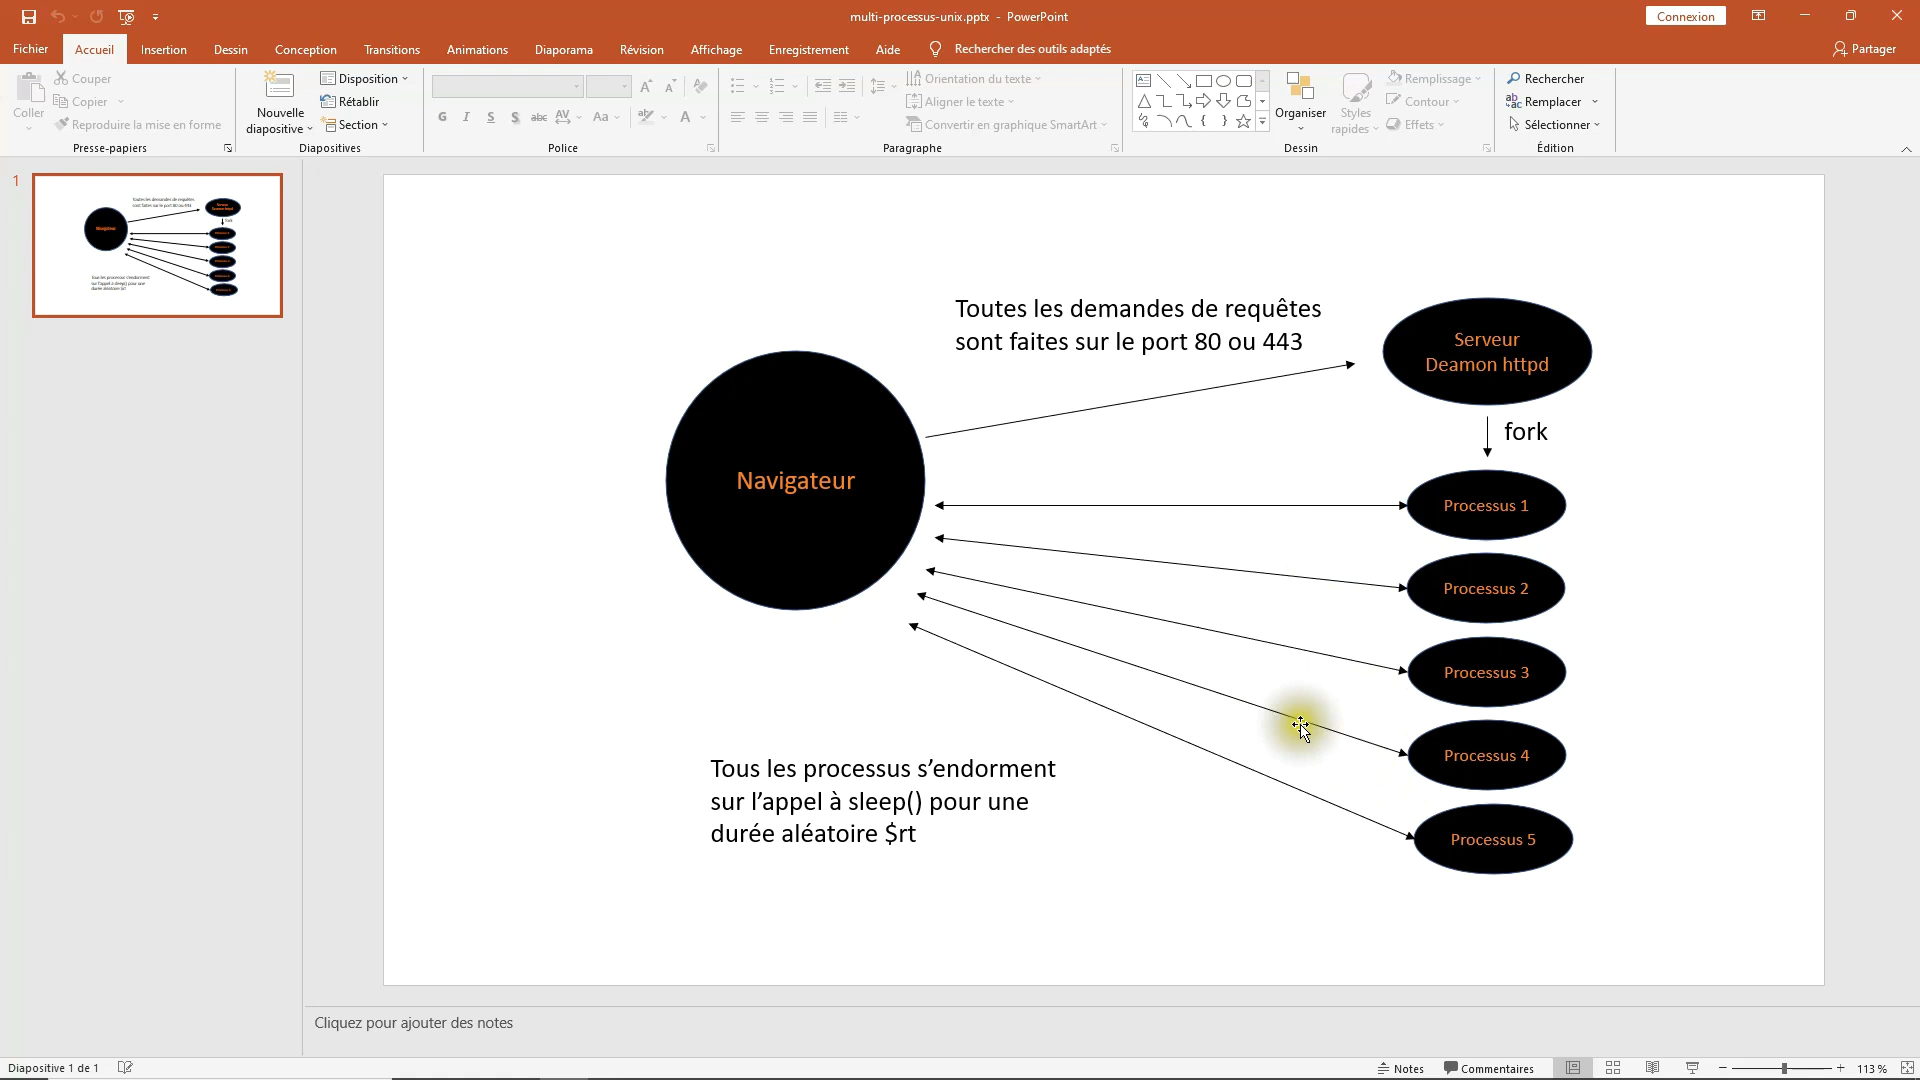 multi-processus-unix.pptx - PowerPoint
Connexion
Fichier Accueil Insertion Dessin Conception Transitions Animations Diaporama Révision Affichage Enregistrement Aide Rechercher des outils adaptés Partager
Coller
Couper
Copier
Reproduire la mise en forme
Presse-papiers
Nouvelle
diapositive
Disposition
Rétablir
Section
Diapositives
G I S S abc AV Aa A
Police
Orientation du texte
Aligner le texte
Convertir en graphique SmartArt
Paragraphe
Organiser
Styles
rapides
Remplissage
Contour
Effets
Dessin
Rechercher
Remplacer
Sélectionner
Édition
1
Toutes les demandes de requêtes
sont faites sur le port 80 ou 443
Serveur
Deamon httpd
fork
Navigateur
Processus 1
Processus 2
Processus 3
Processus 4
Processus 5
Tous les processus s’endorment
sur l’appel à sleep() pour une
durée aléatoire $rt
Cliquez pour ajouter des notes
Diapositive 1 de 1
Notes
Commentaires
113 %